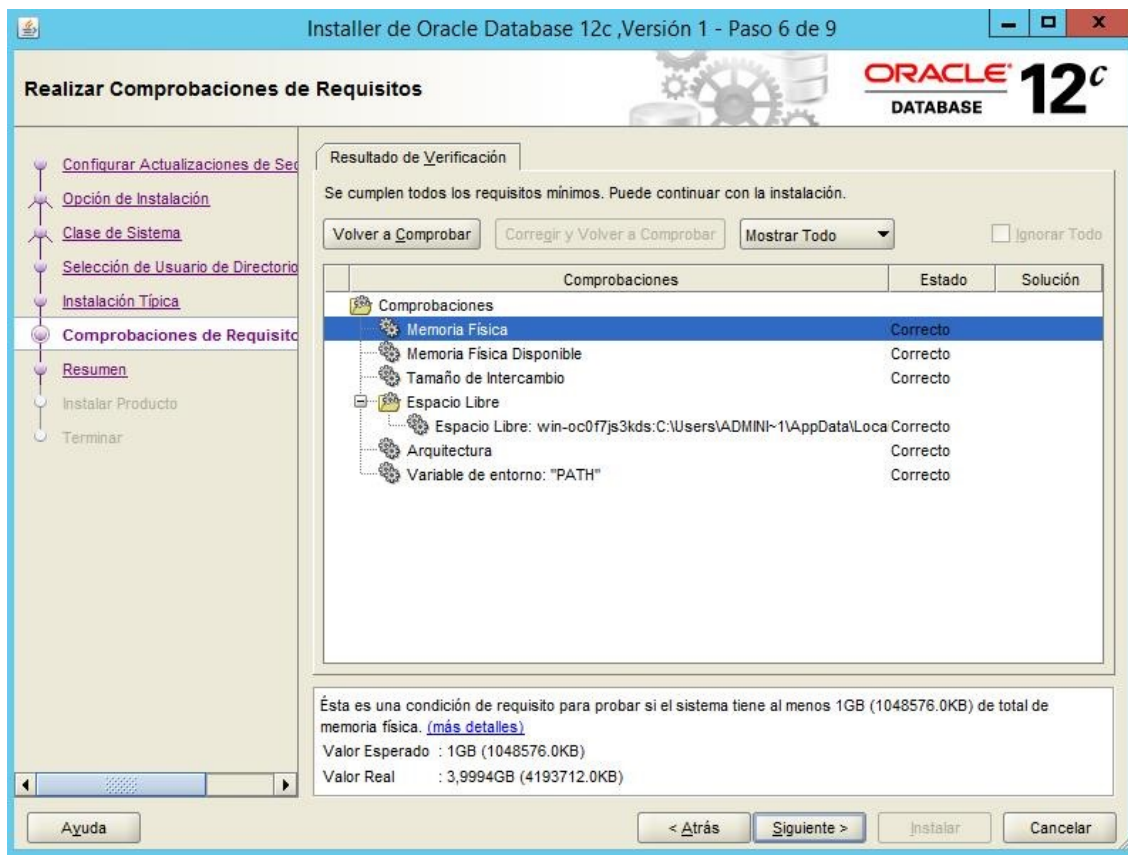 Installer de Oracle Database 12c ,Versión 1 - Paso 6 de 9
Realizar Comprobaciones de Requisitos
ORACLE DATABASE 12c
Configurar Actualizaciones de Sec
Opción de Instalación
Clase de Sistema
Selección de Usuario de Directorio
Instalación Típica
Comprobaciones de Requisito
Resumen
Instalar Producto
Terminar
Resultado de Verificación
Se cumplen todos los requisitos mínimos. Puede continuar con la instalación.
Volver a Comprobar Corregir y Volver a Comprobar Mostrar Todo Ignorar Todo
Comprobaciones Estado Solución
Comprobaciones
Memoria Física Correcto
Memoria Física Disponible Correcto
Tamaño de Intercambio Correcto
Espacio Libre
Espacio Libre: win-oc0f7js3kds:C:\Users\ADMINI~1\AppData\Loca Correcto
Arquitectura Correcto
Variable de entorno: "PATH" Correcto
Ésta es una condición de requisito para probar si el sistema tiene al menos 1GB (1048576.0KB) de total de
memoria física. (más detalles)
Valor Esperado : 1GB (1048576.0KB)
Valor Real : 3,9994GB (4193712.0KB)
Ayuda < Atrás Siguiente > Instalar Cancelar